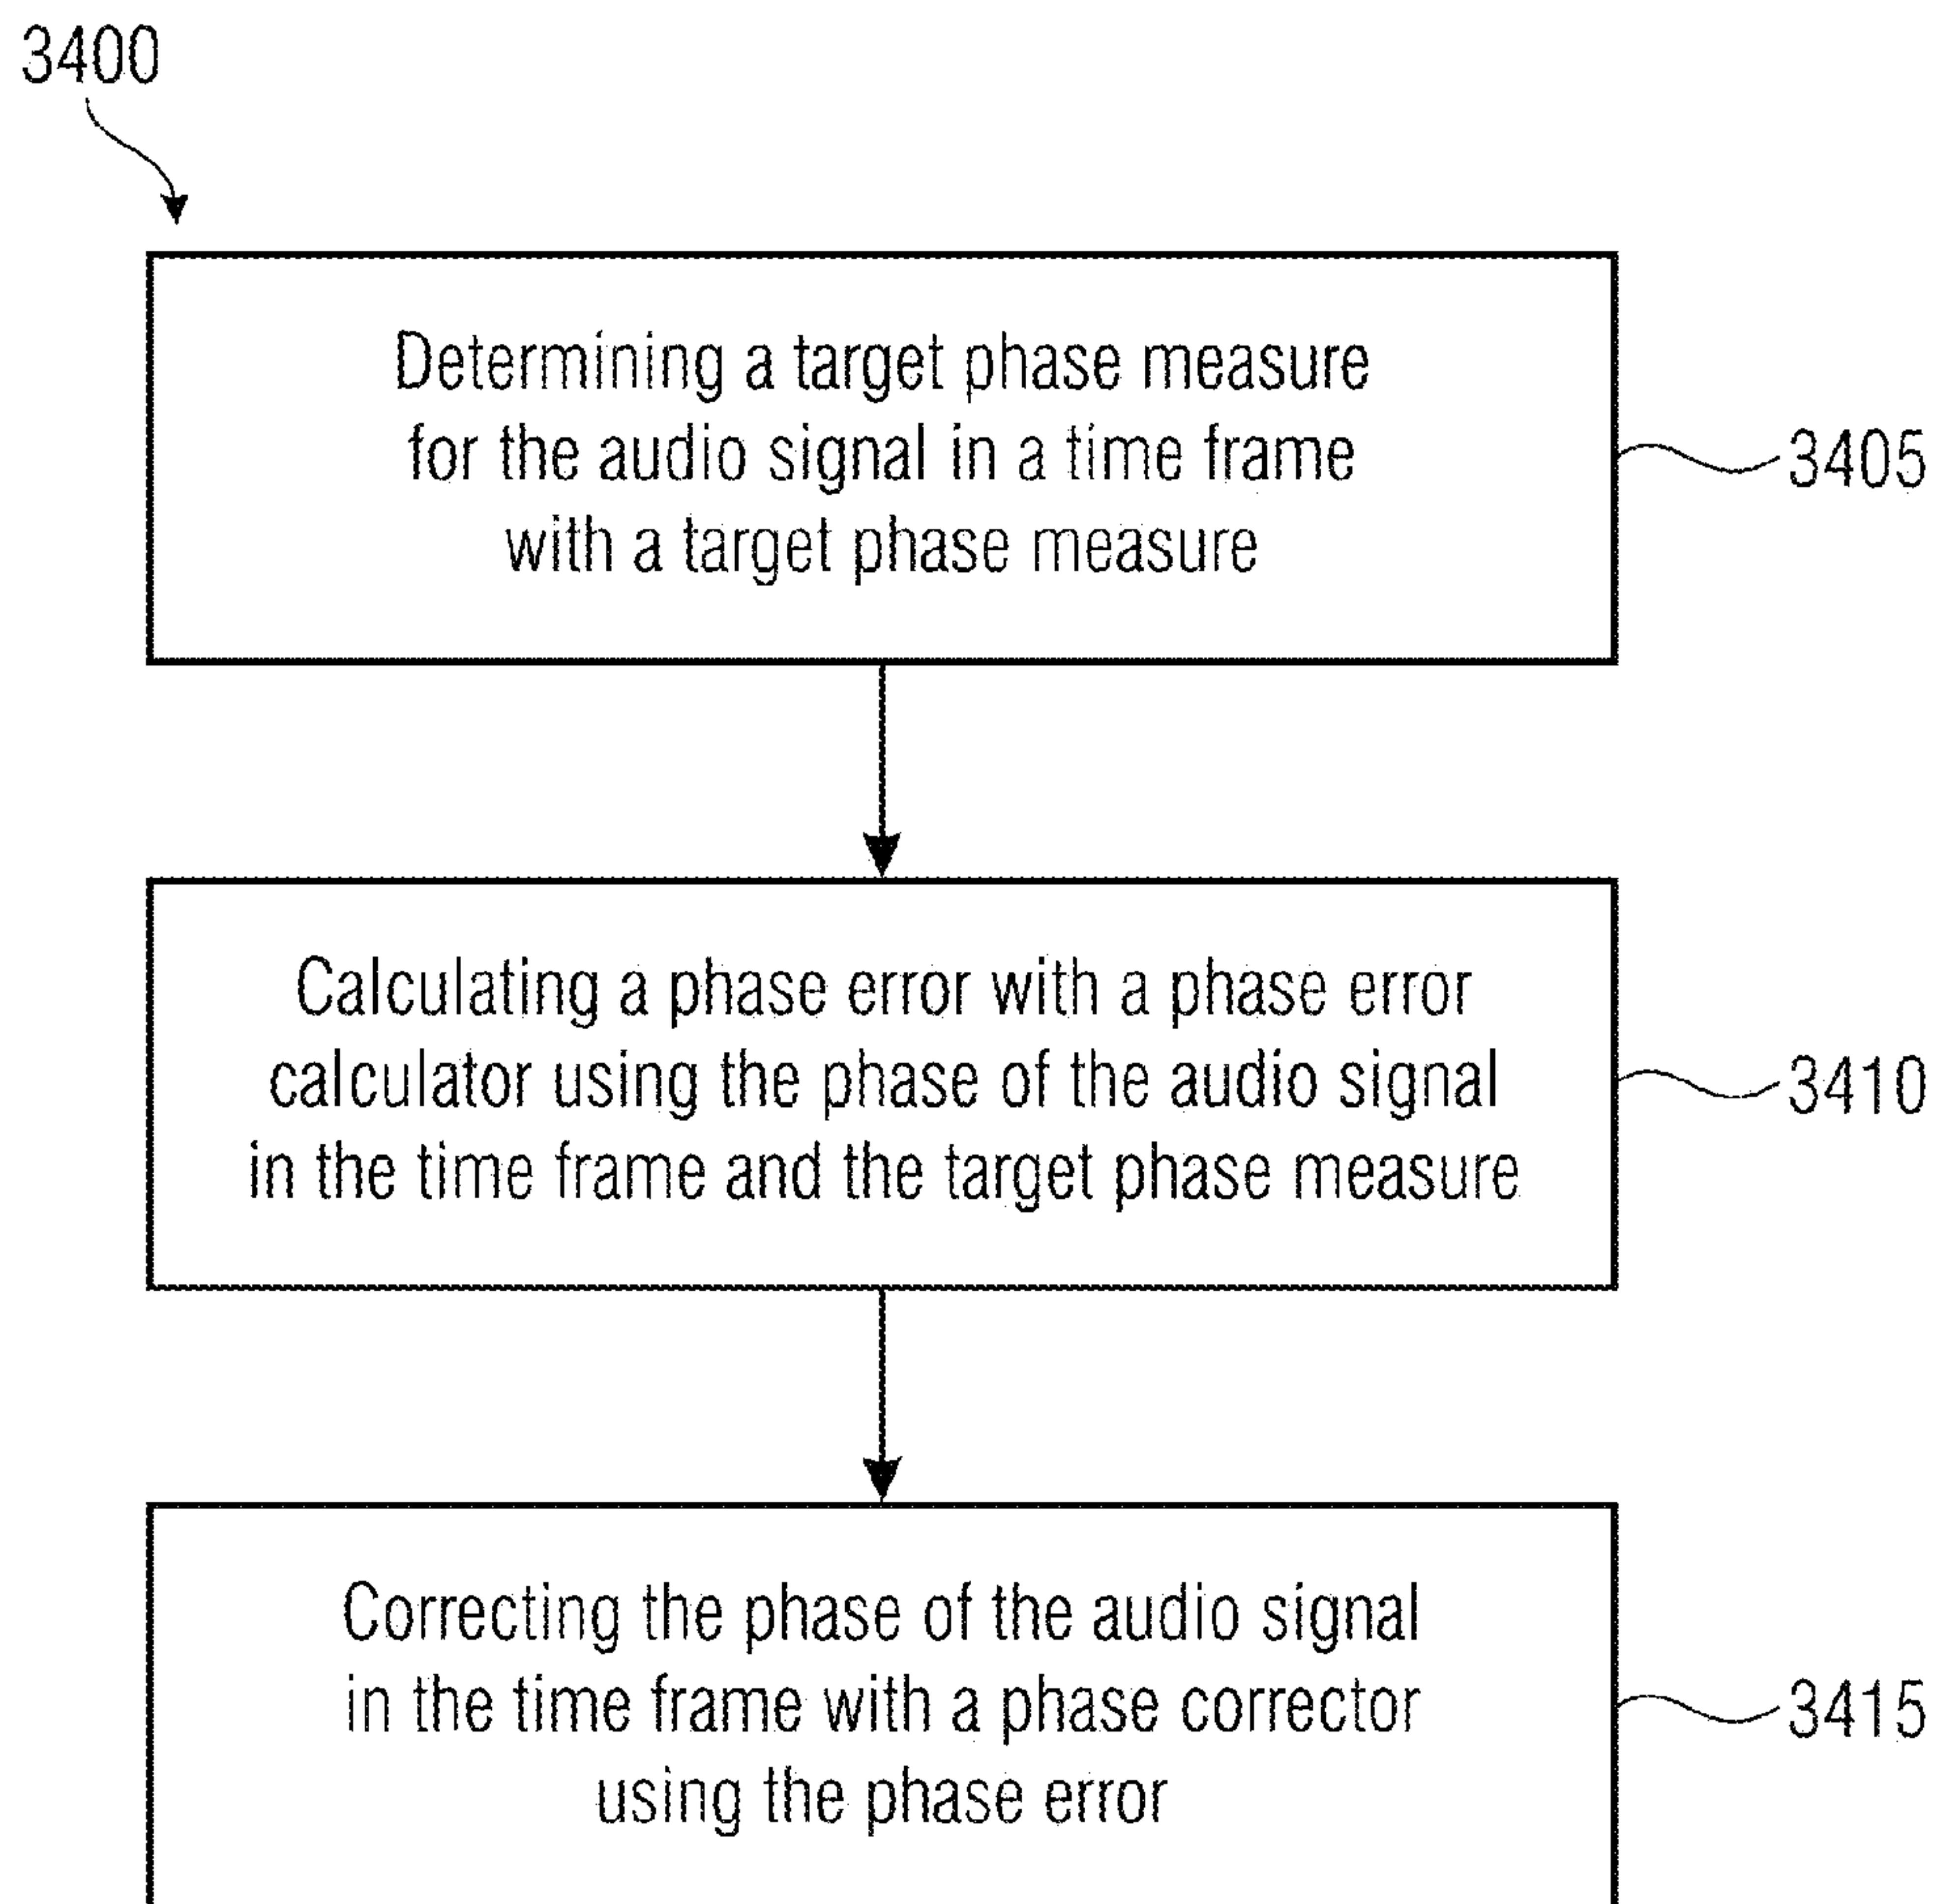 3400
Determining a target phase measure
for the audio signal in a time frame
with a target phase measure
3405
Calculating a phase error with a phase error
calculator using the phase of the audio signal
in the time frame and the target phase measure
3410
Correcting the phase of the audio signal
in the time frame with a phase corrector
using the phase error
3415